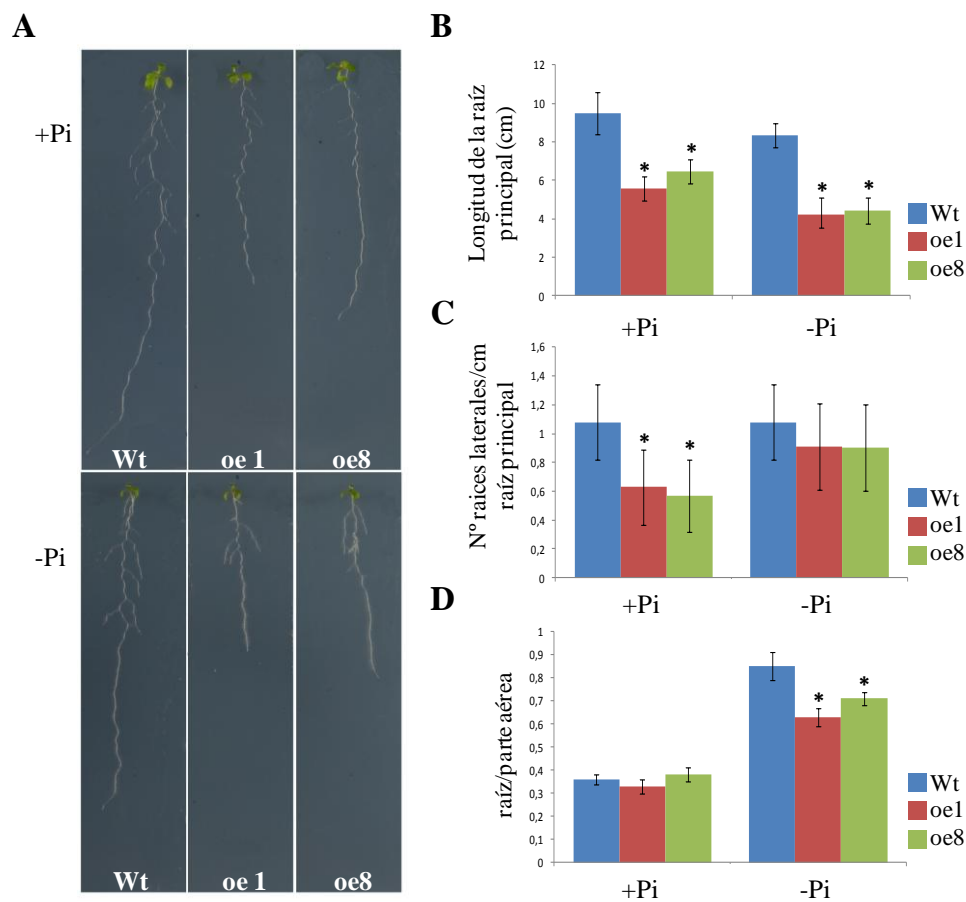 A
+Pi
Wt
oe 1
oe8
-Pi
Wt
oe 1
oe8
B
Longitud de la raíz
principal (cm)
12
10
8
6
4
2
0
*
*
*
*
+Pi
-Pi
Wt
oe1
oe8
C
Nº raices laterales/cm
raíz principal
1,6
1,4
1,2
1
0,8
0,6
0,4
0,2
0
*
*
+Pi
-Pi
Wt
oe1
oe8
D
raíz/parte aérea
1
0,9
0,8
0,7
0,6
0,5
0,4
0,3
0,2
0,1
0
*
*
+Pi
-Pi
Wt
oe1
oe8